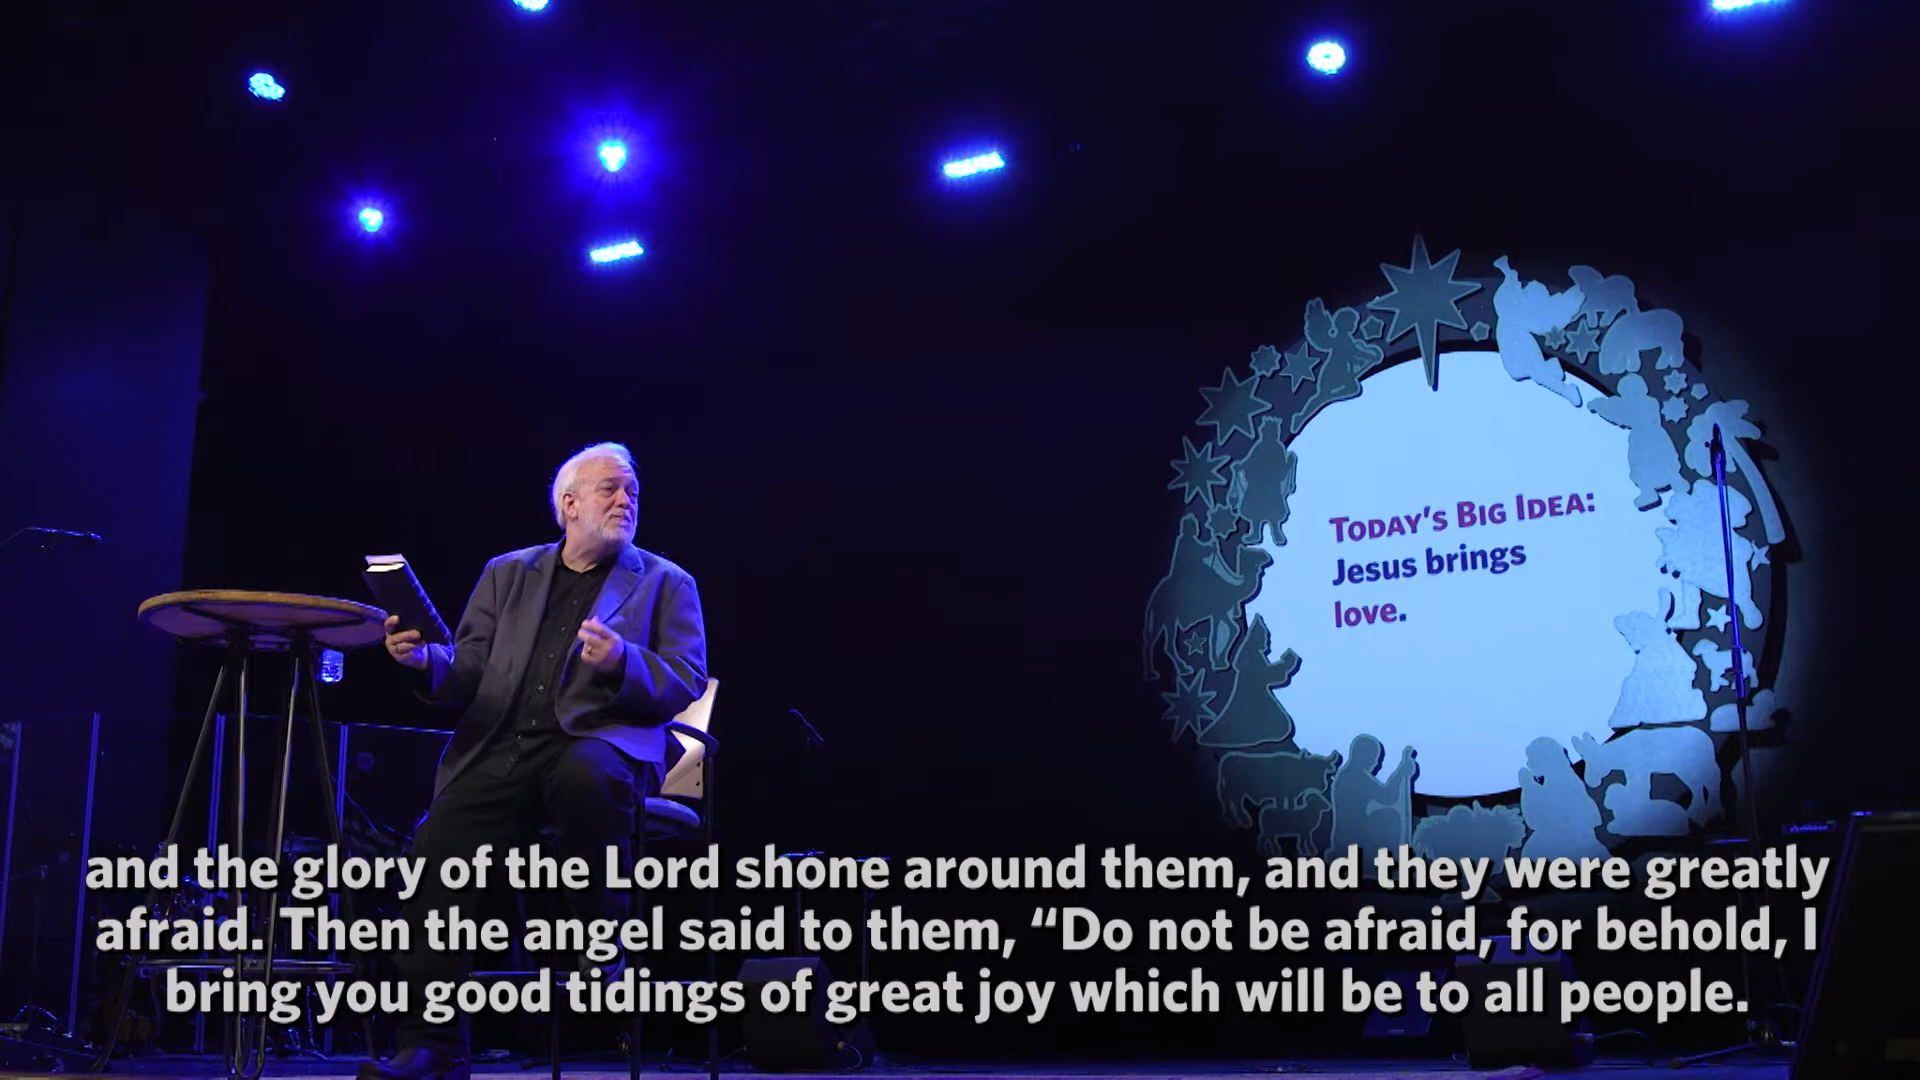 TODAY'S BIG IDEA:
Jesus brings
love.
and the glory of the Lord shone around them, and they were greatly
afraid. Then the angel said to them, “Do not be afraid, for behold, I
bring you good tidings of great joy which will be to all people.